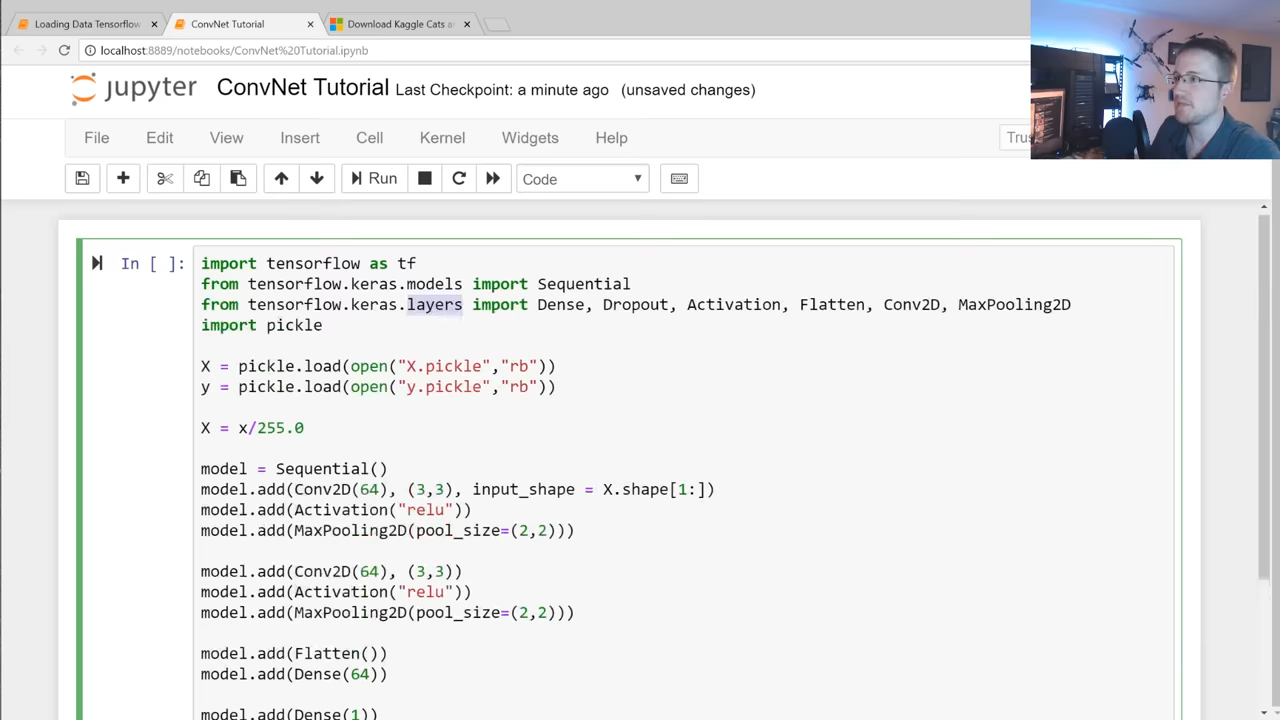 Loading Data Tensorflow
ConvNet Tutorial
Download Kaggle Cats a
localhost:8889/notebooks/ConvNet%20Tutorial.ipynb
jupyter ConvNet Tutorial Last Checkpoint: a minute ago (unsaved changes)
File Edit View Insert Cell Kernel Widgets Help Trus
Run Code
In [ ]:
import tensorflow as tf
from tensorflow.keras.models import Sequential
from tensorflow.keras.layers import Dense, Dropout, Activation, Flatten, Conv2D, MaxPooling2D
import pickle
X = pickle.load(open("X.pickle","rb"))
y = pickle.load(open("y.pickle","rb"))
X = x/255.0
model = Sequential()
model.add(Conv2D(64), (3,3), input_shape = X.shape[1:])
model.add(Activation("relu"))
model.add(MaxPooling2D(pool_size=(2,2)))
model.add(Conv2D(64), (3,3))
model.add(Activation("relu"))
model.add(MaxPooling2D(pool_size=(2,2)))
model.add(Flatten())
model.add(Dense(64))
model.add(Dense(1))